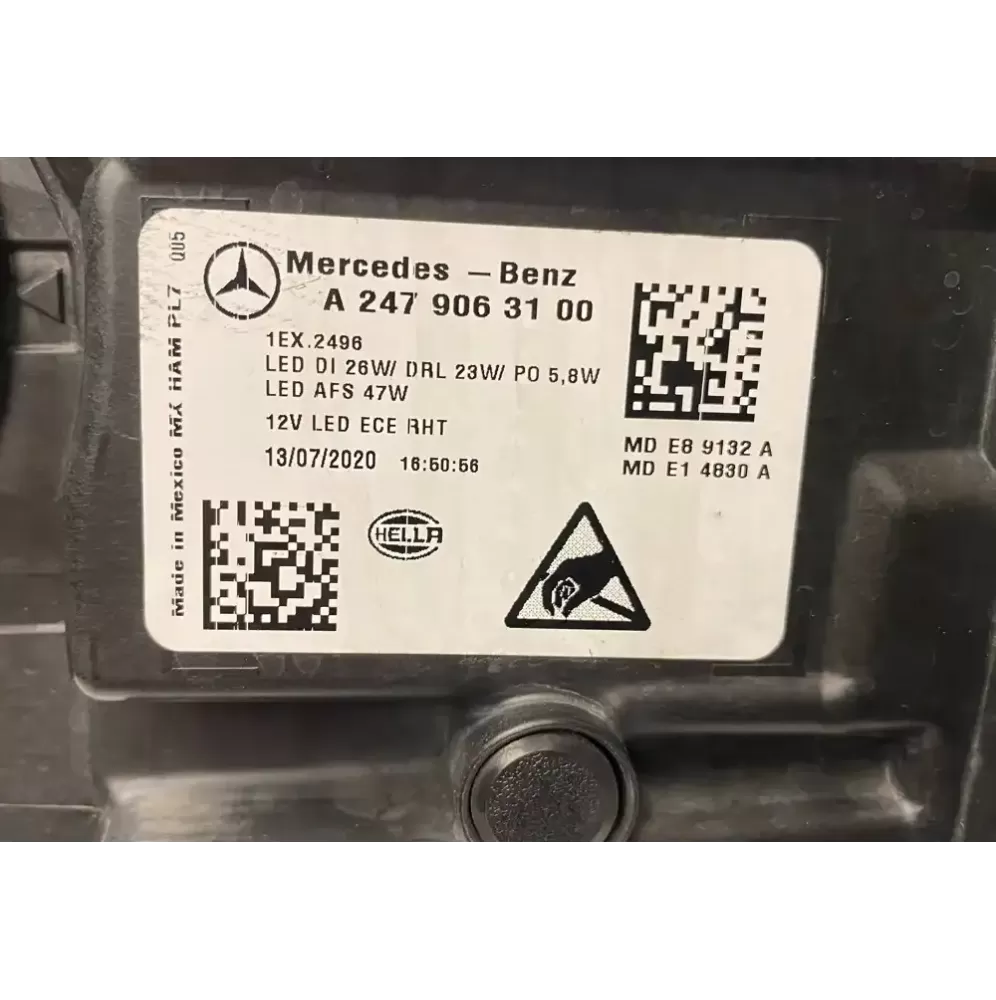 Mercedes – Benz
A 247 906 31 00
1EX.2496
LED DI 26W/ DRL 23W/ PO 5,8W
LED AFS 47W
12V LED ECE RHT
13/07/2020 16:50:56
MD E8 9132 A
MD E1 4830 A
HELLA
Made in Mexico MX HAM PL7 QU5